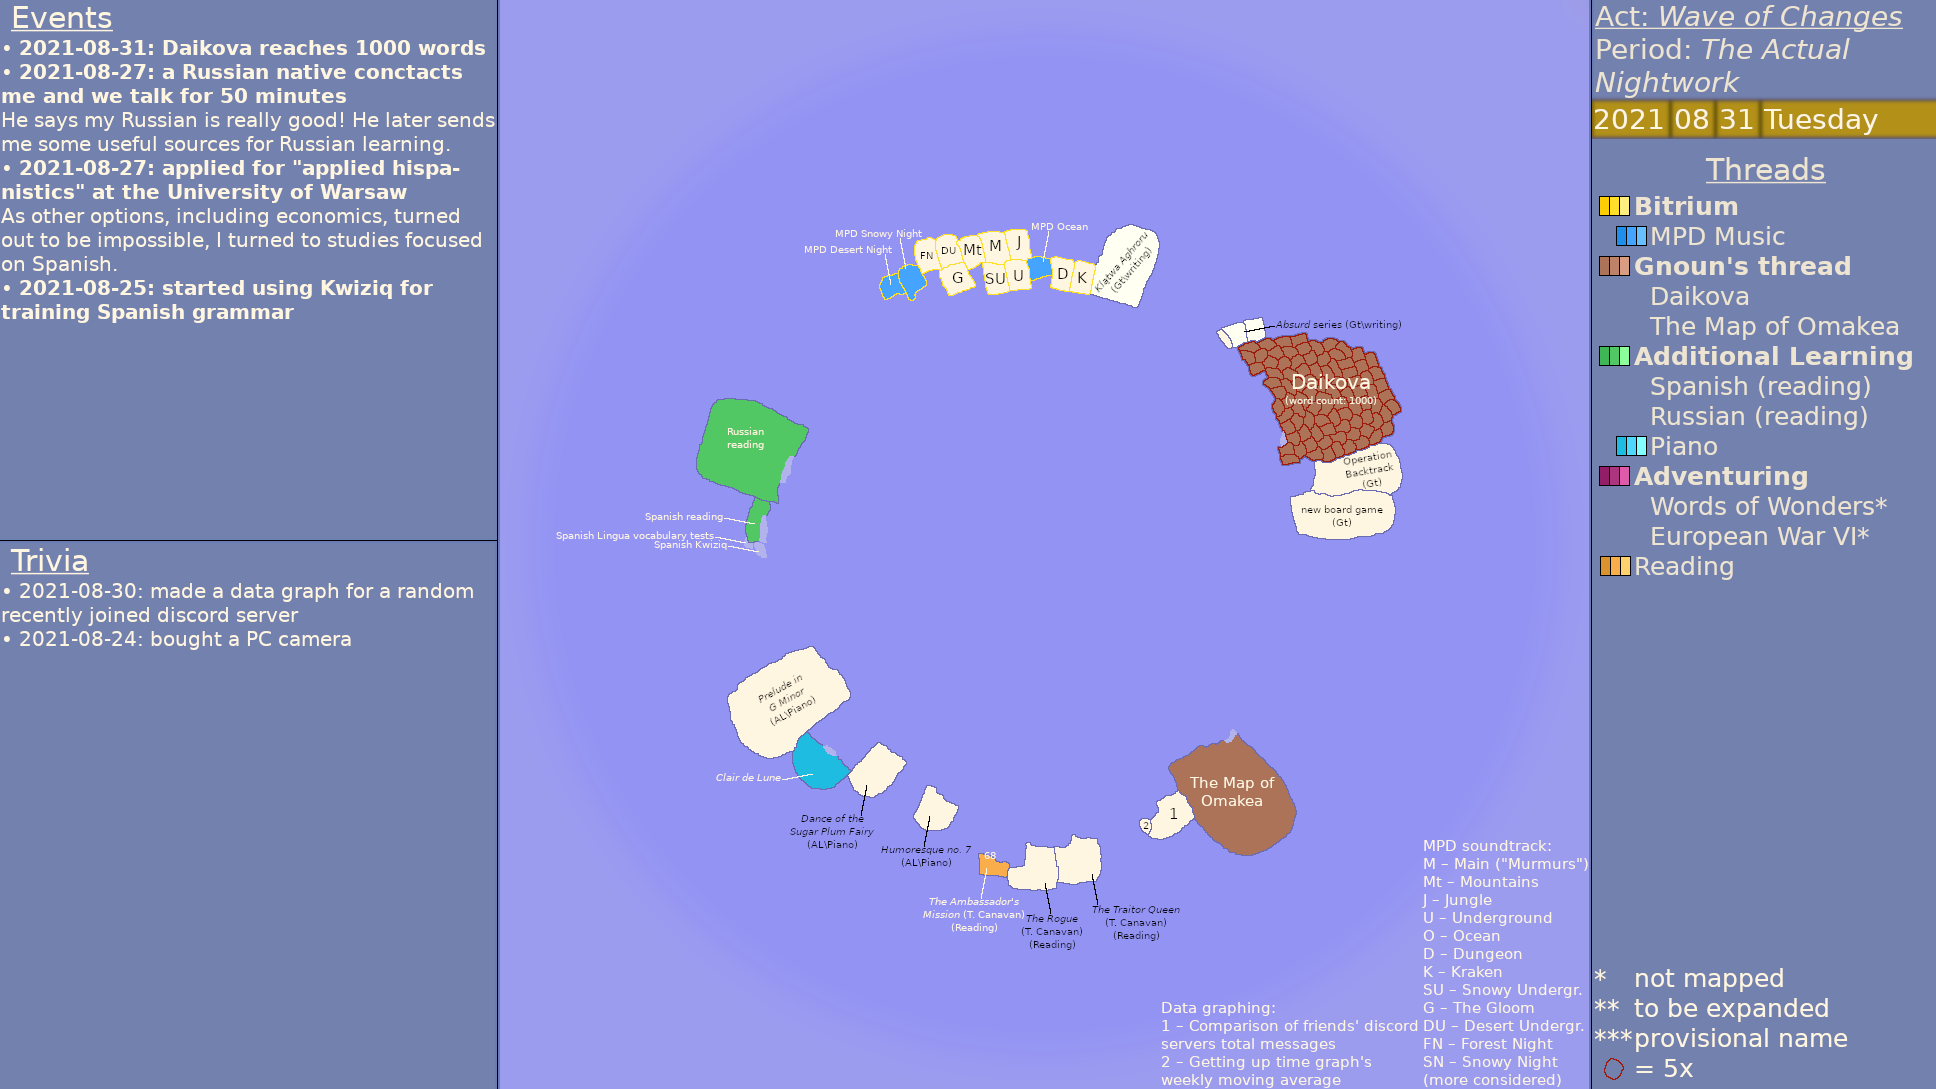 Events
• 2021-08-31: Daikova reaches 1000 words
• 2021-08-27: a Russian native conctacts
me and we talk for 50 minutes
He says my Russian is really good! He later sends
me some useful sources for Russian learning.
• 2021-08-27: applied for "applied hispa-
nistics" at the University of Warsaw
As other options, including economics, turned
out to be impossible, I turned to studies focused
on Spanish.
• 2021-08-25: started using Kwiziq for
training Spanish grammar
Trivia
• 2021-08-30: made a data graph for a random
recently joined discord server
• 2021-08-24: bought a PC camera
MPD Snowy Night
MPD Desert Night
MPD Ocean
FN
DU
Mt
M
J
G
SU
U
D
K
Klątwa Aghroru
(Gt\writing)
Absurd series (Gt\writing)
Daikova
(word count: 1000)
Operation
Backtrack
(Gt)
new board game
(Gt)
Russian
reading
Spanish reading
Spanish Lingua vocabulary tests
Spanish Kwiziq
Prelude in
G Minor
(AL\Piano)
Clair de Lune
Dance of the
Sugar Plum Fairy
(AL\Piano)
Humoresque no. 7
(AL\Piano)
68
The Ambassador's
Mission (T. Canavan)
(Reading)
The Rogue
(T. Canavan)
(Reading)
The Traitor Queen
(T. Canavan)
(Reading)
The Map of
Omakea
1
2
Data graphing:
1 – Comparison of friends' discord
servers total messages
2 – Getting up time graph's
weekly moving average
MPD soundtrack:
M – Main ("Murmurs")
Mt – Mountains
J – Jungle
U – Underground
O – Ocean
D – Dungeon
K – Kraken
SU – Snowy Undergr.
G – The Gloom
DU – Desert Undergr.
FN – Forest Night
SN – Snowy Night
(more considered)
Act: Wave of Changes
Period: The Actual
Nightwork
2021 08 31 Tuesday
Threads
Bitrium
MPD Music
Gnoun's thread
Daikova
The Map of Omakea
Additional Learning
Spanish (reading)
Russian (reading)
Piano
Adventuring
Words of Wonders*
European War VI*
Reading
* not mapped
** to be expanded
*** provisional name
= 5x